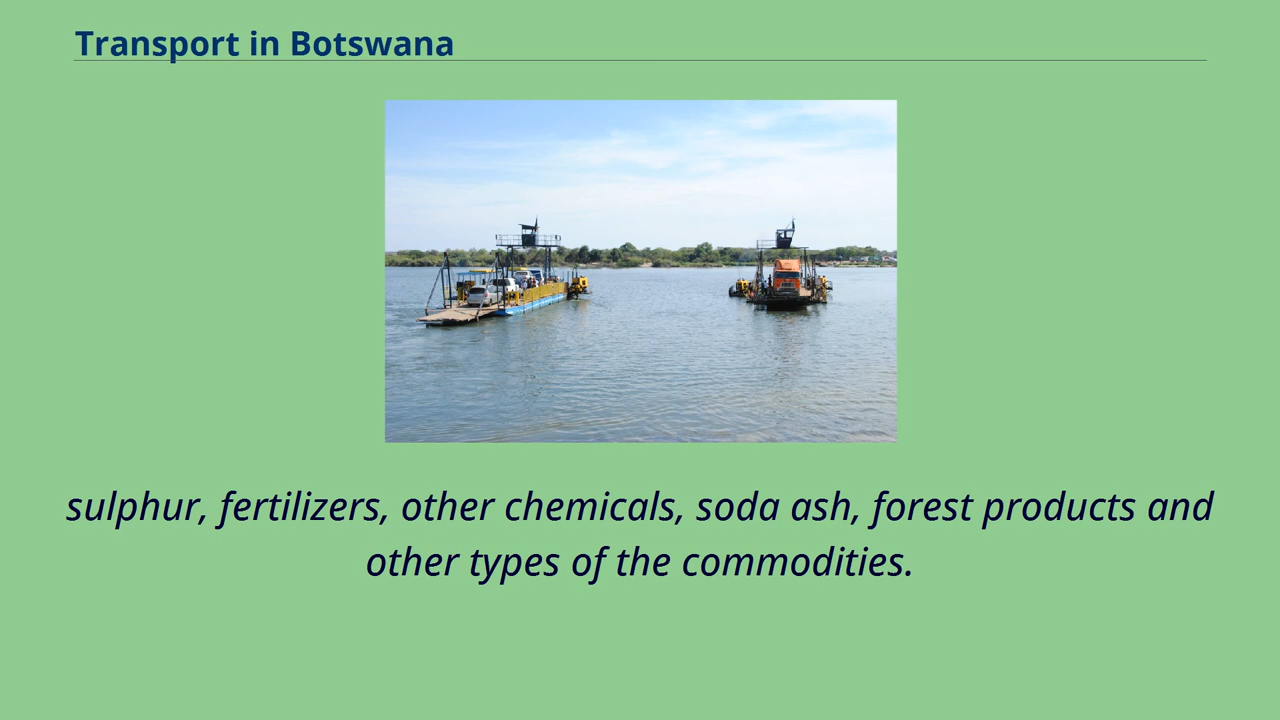 Transport in Botswana
sulphur, fertilizers, other chemicals, soda ash, forest products and
other types of the commodities.